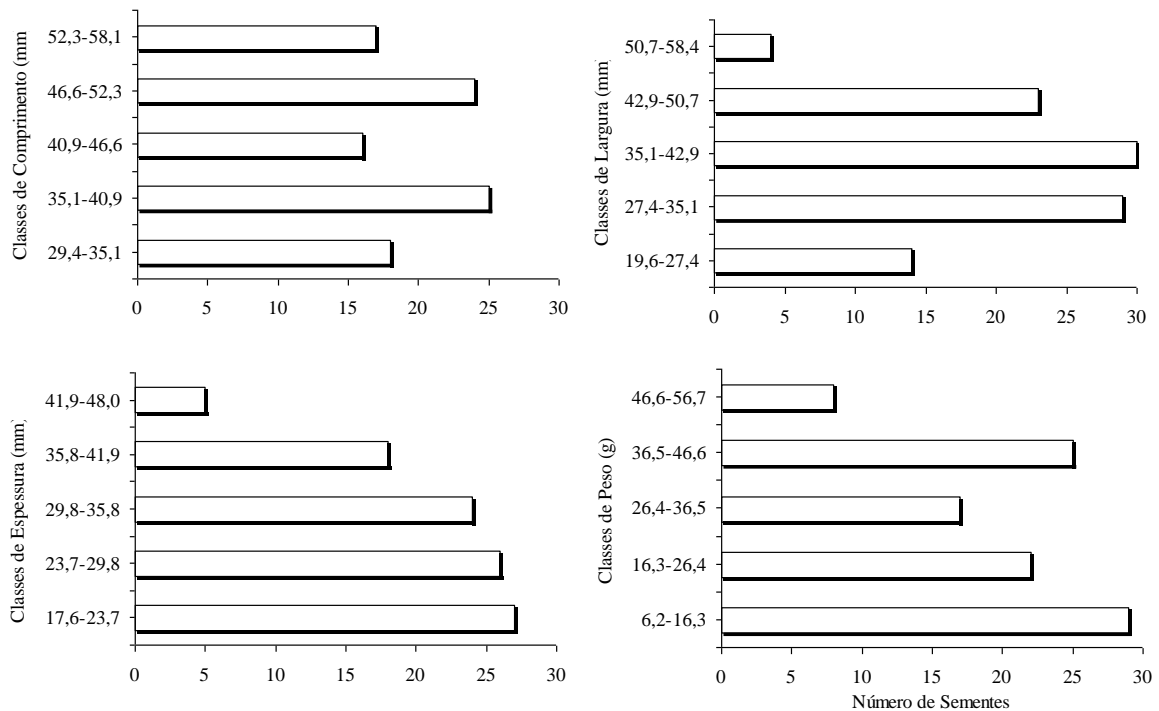 Classes de Comprimento (mm
52,3-58,1
46,6-52,3
40,9-46,6
35,1-40,9
29,4-35,1
0 5 10 15 20 25 30
Classes de Largura (mm)
50,7-58,4
42,9-50,7
35,1-42,9
27,4-35,1
19,6-27,4
0 5 10 15 20 25 30
Classes de Espessura (mm)
41,9-48,0
35,8-41,9
29,8-35,8
23,7-29,8
17,6-23,7
0 5 10 15 20 25 30
Classes de Peso (g)
46,6-56,7
36,5-46,6
26,4-36,5
16,3-26,4
6,2-16,3
0 5 10 15 20 25 30
Número de Sementes